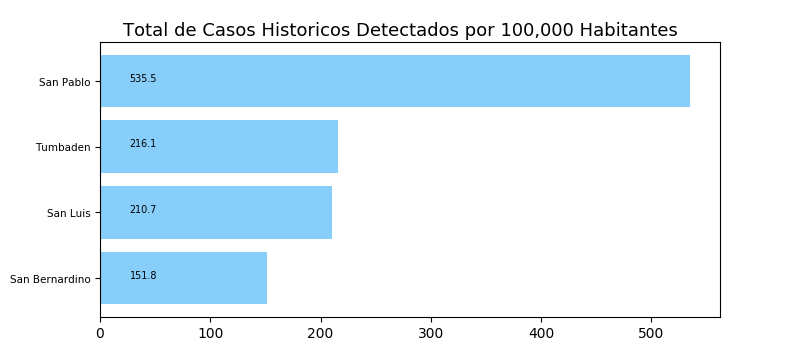 Total de Casos Historicos Detectados por 100,000 Habitantes
San Pablo 535.5
Tumbaden 216.1
San Luis 210.7
San Bernardino 151.8
0 100 200 300 400 500